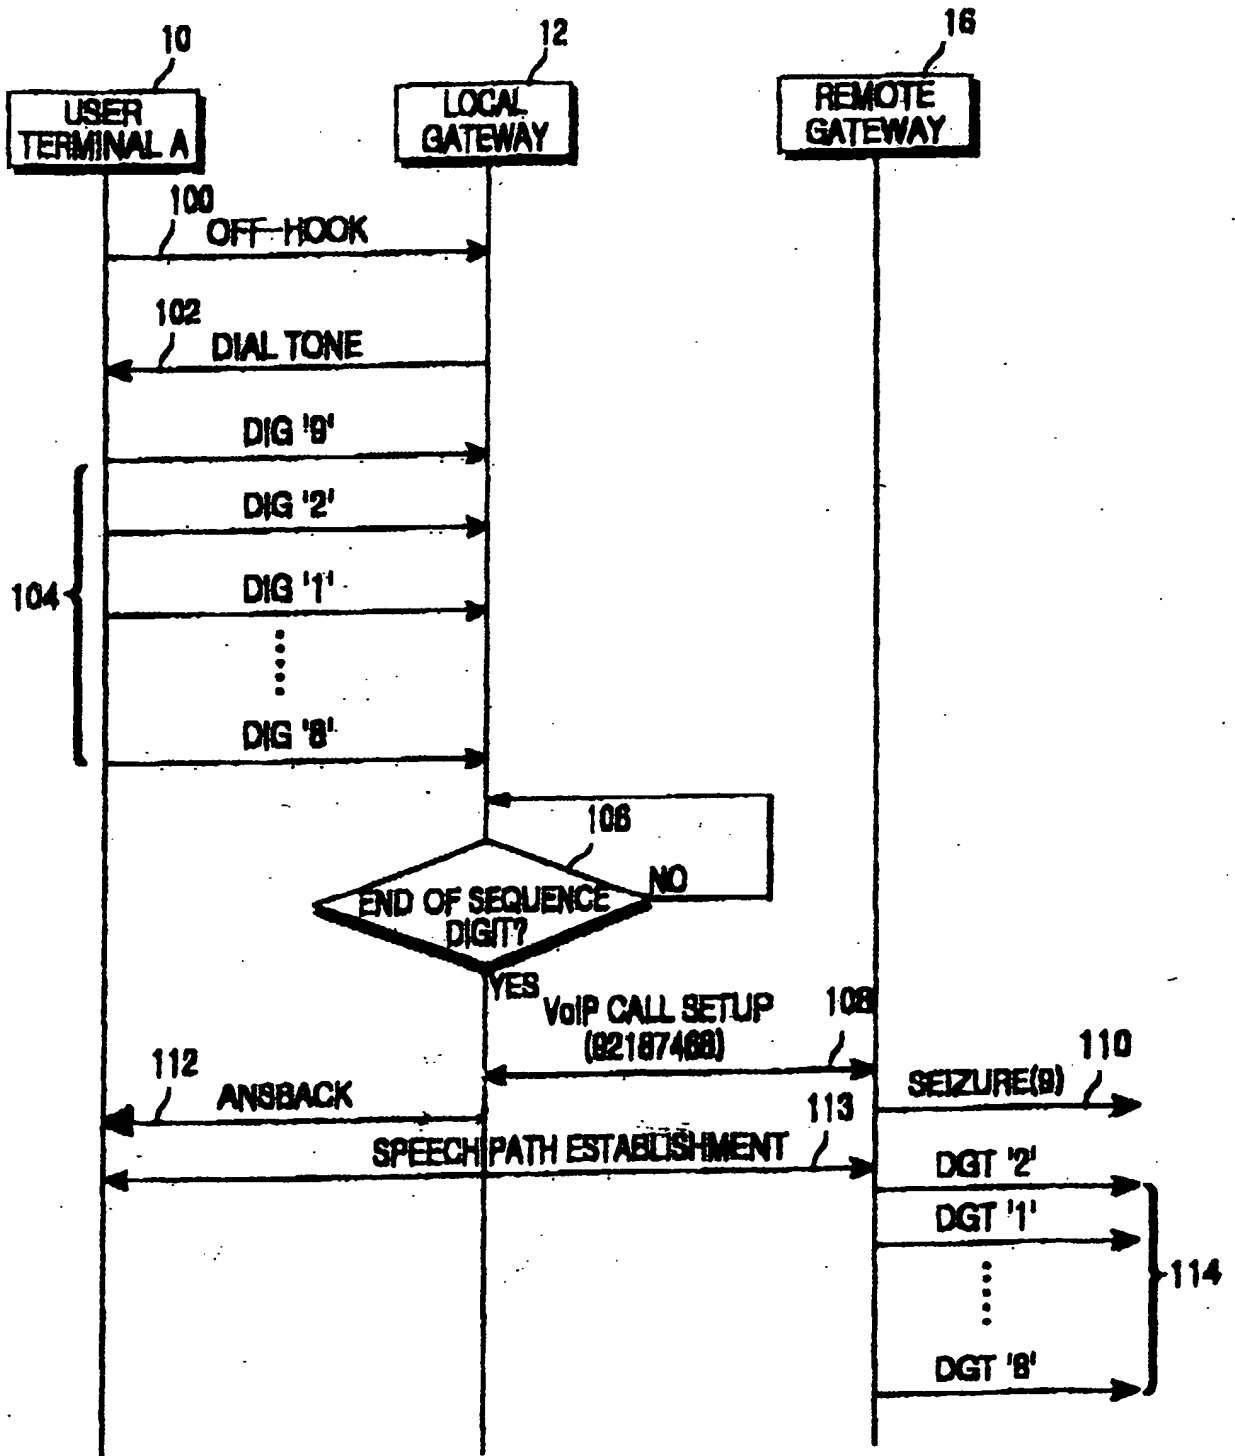 10
12
16
USER
TERMINAL A
LOCAL
GATEWAY
REMOTE
GATEWAY
100
OFF-HOOK
102
DIAL TONE
DIG '9'
DIG '2'
104
DIG '1'
DIG '8'
106
NO
END OF SEQUENCE
DIGIT?
YES
VoIP CALL SETUP
108
(92187468)
112
ANSBACK
SEIZURE(9)
110
113
SPEECH PATH ESTABLISHMENT
DGT '2'
DGT '1'
114
DGT '8'